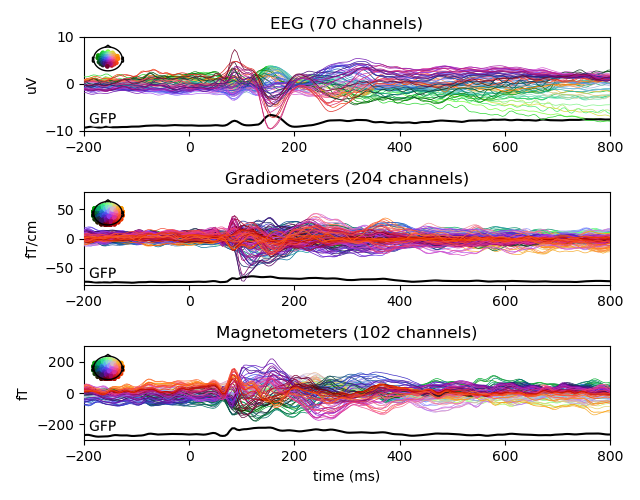 EEG (70 channels)
10
0
−10
uV
GFP
−200 0 200 400 600 800
Gradiometers (204 channels)
50
0
−50
fT/cm
GFP
−200 0 200 400 600 800
Magnetometers (102 channels)
200
0
−200
fT
GFP
−200 0 200 400 600 800
time (ms)